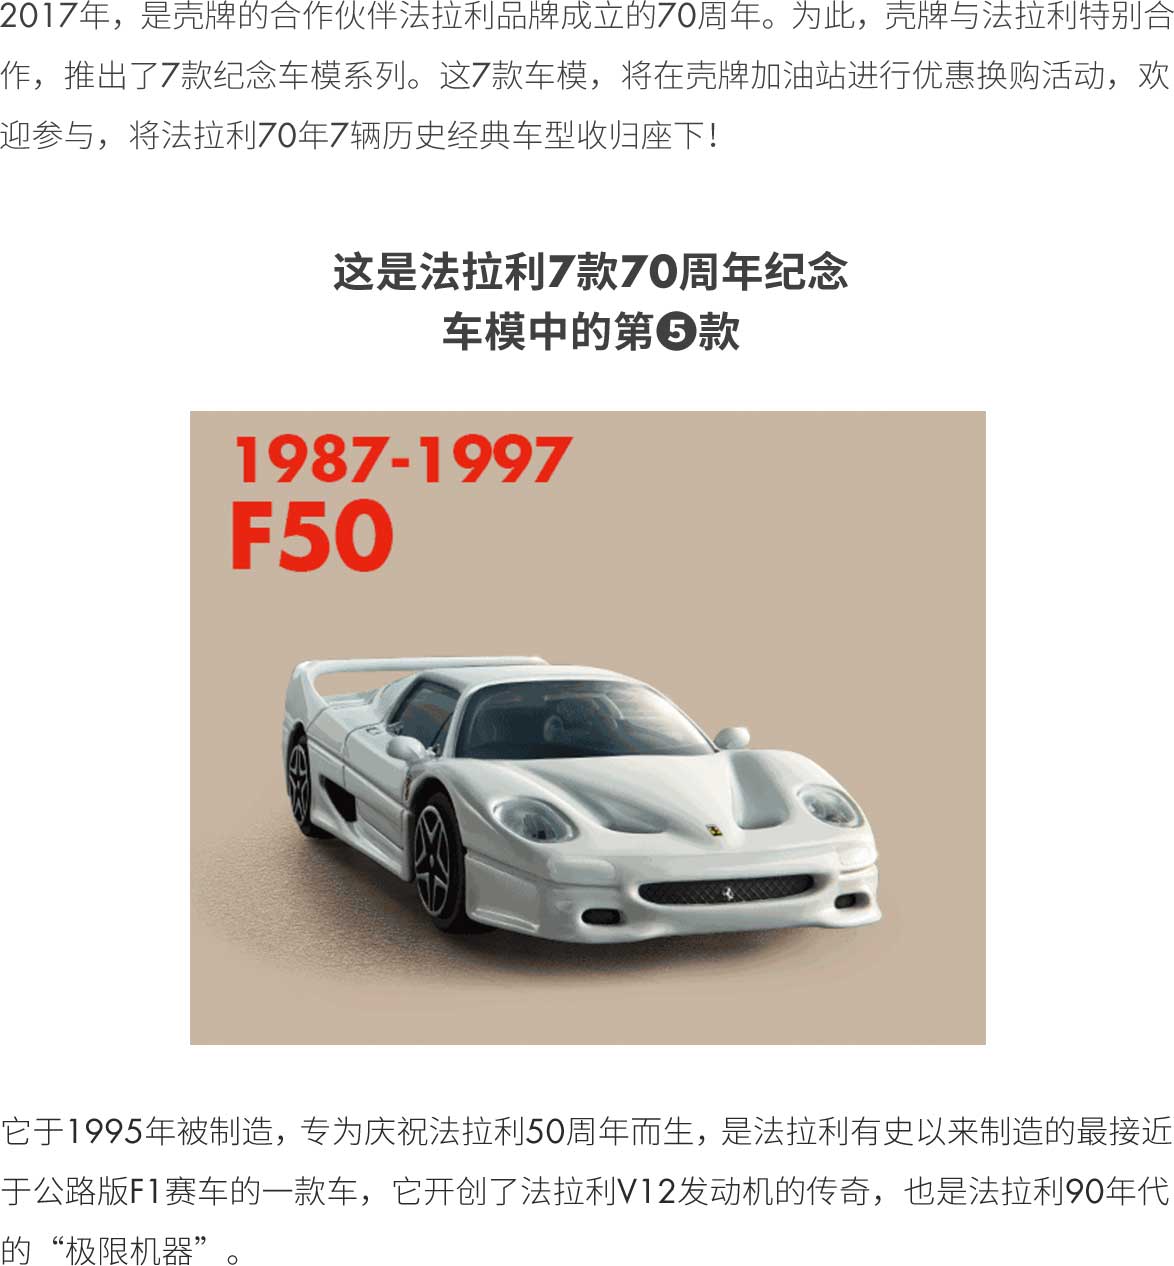 2017年，是壳牌的合作伙伴法拉利品牌成立的70周年。为此，壳牌与法拉利特别合
作，推出了7款纪念车模系列。这7款车模，将在壳牌加油站进行优惠换购活动，欢
迎参与，将法拉利70年7辆历史经典车型收归座下！
这是法拉利7款70周年纪念
车模中的第❺款
1987-1997
F50
它于1995年被制造，专为庆祝法拉利50周年而生，是法拉利有史以来制造的最接近
于公路版F1赛车的一款车，它开创了法拉利V12发动机的传奇，也是法拉利90年代
的“极限机器”。